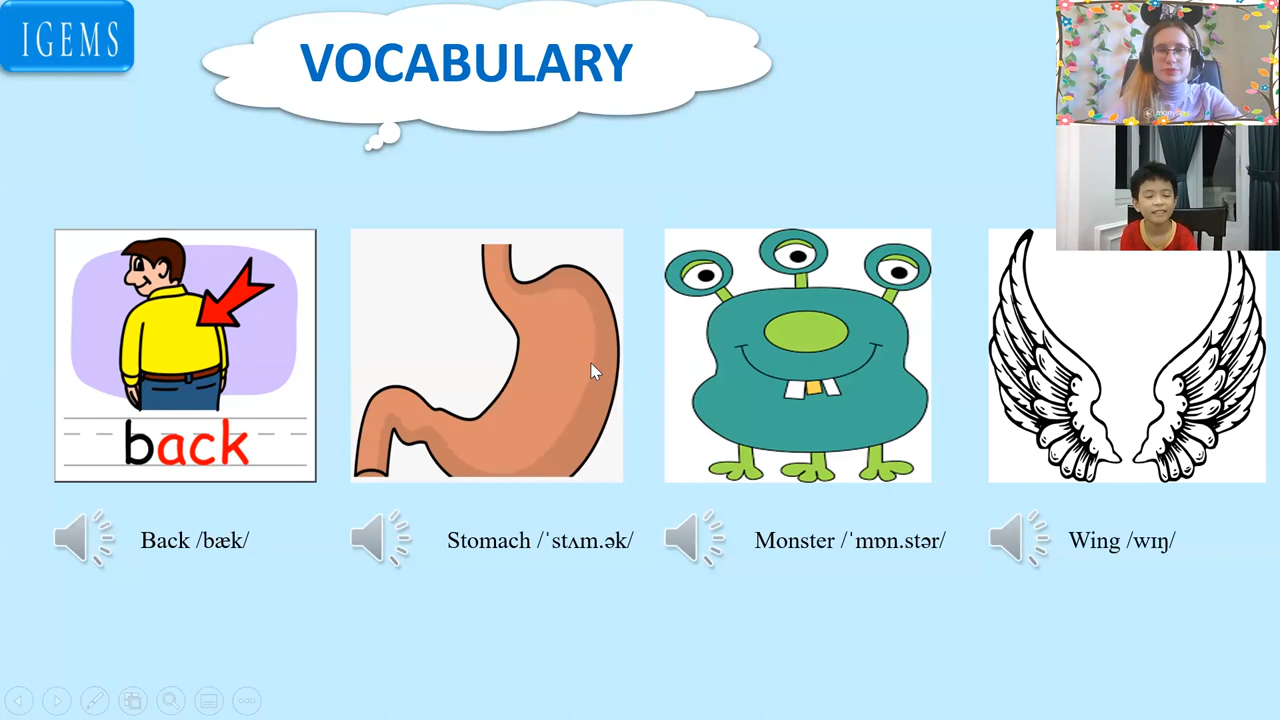 IGEMS
VOCABULARY
back
Back /bæk/
Stomach /ˈstʌm.ək/
Monster /ˈmɒn.stər/
Wing /wɪŋ/